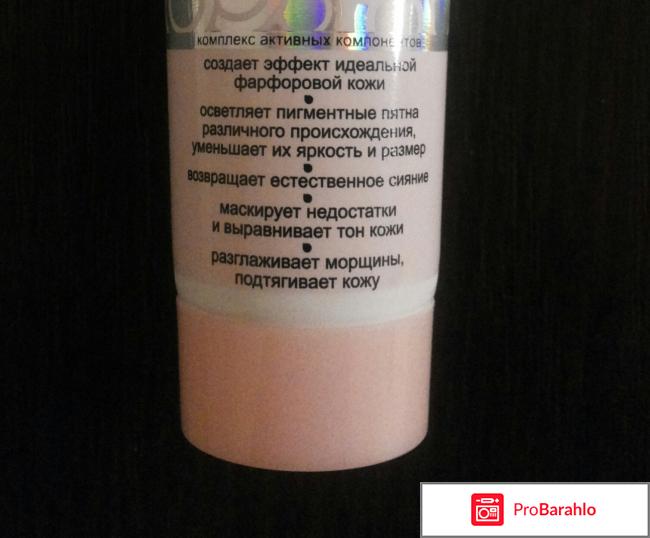 комплекс активных компонентов
создает эффект идеальной
фарфоровой кожи
осветляет пигментные пятна
различного происхождения,
уменьшает их яркость и размер
возвращает естественное сияние
маскирует недостатки
и выравнивает тон кожи
разглаживает морщины,
подтягивает кожу
ProBarahlo